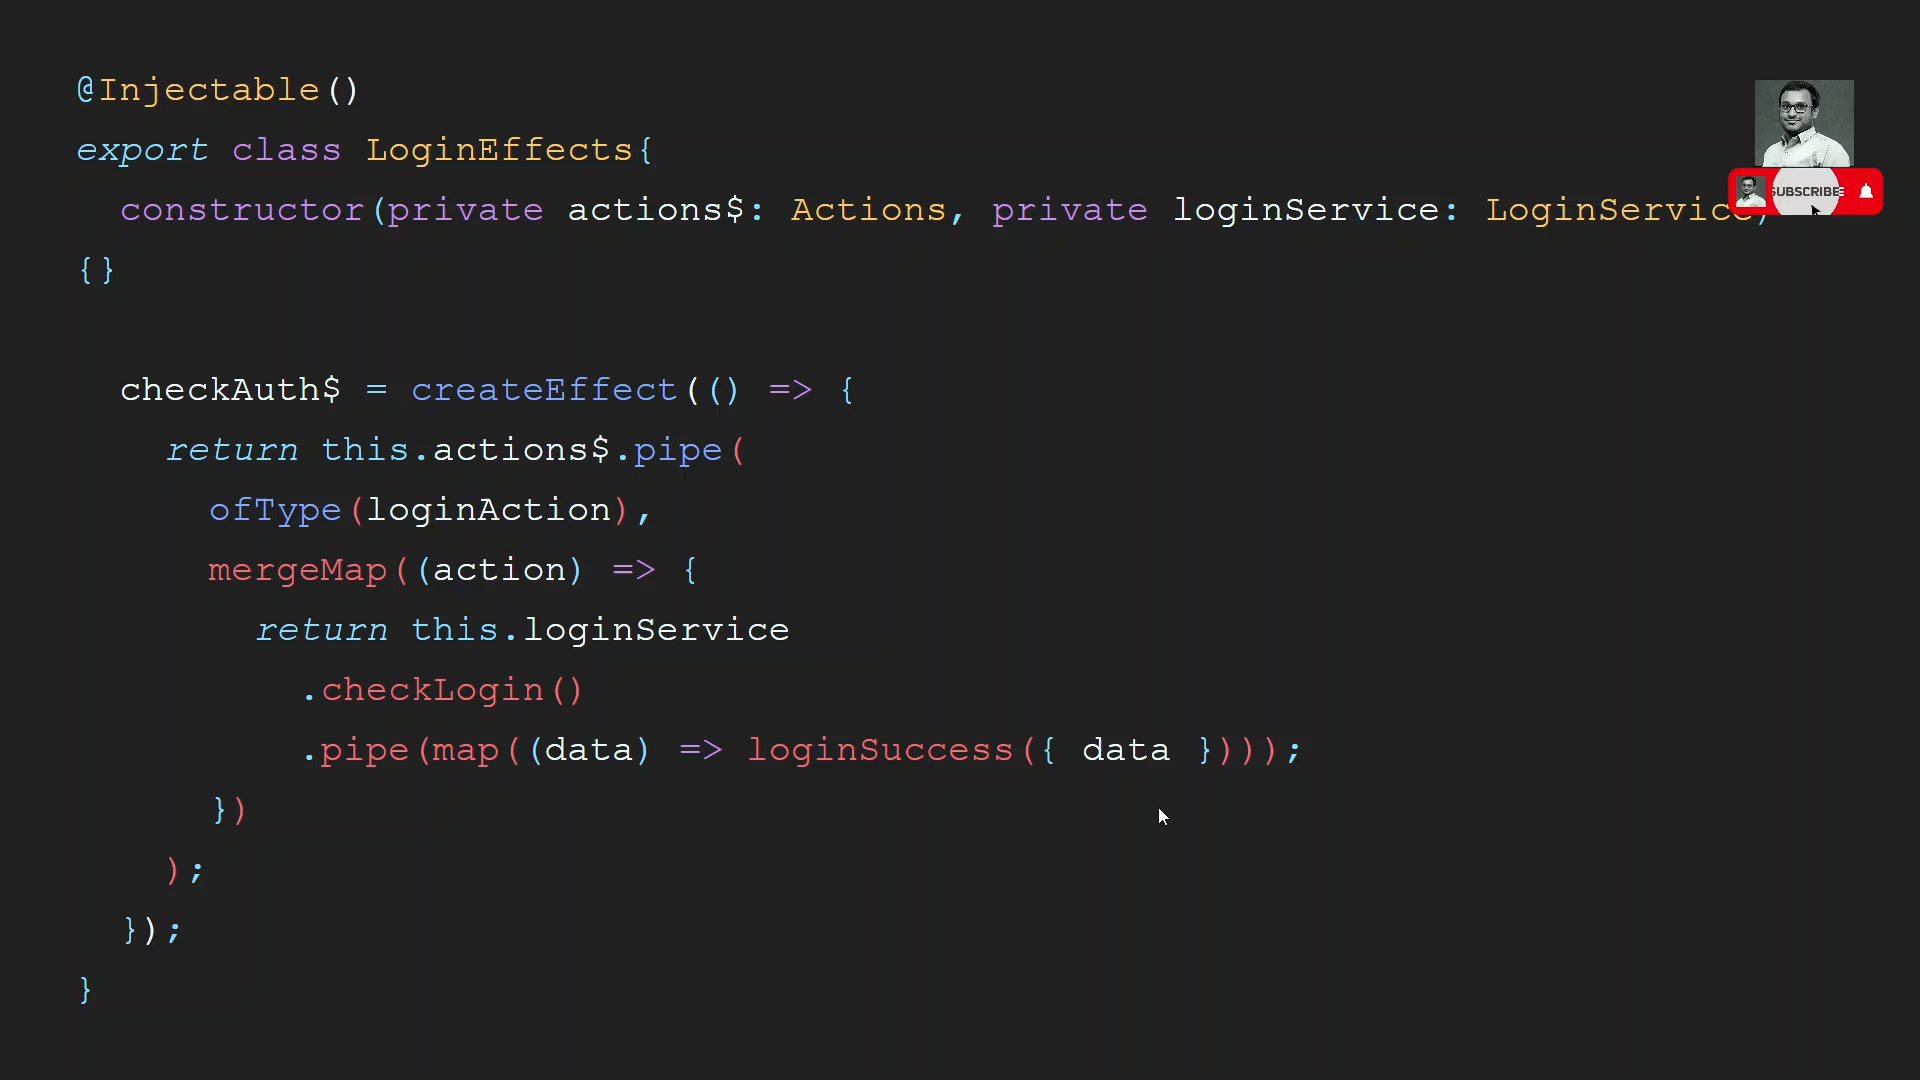 @Injectable()
export class LoginEffects{
constructor(private actions$: Actions, private loginService: LoginService)
{}
checkAuth$ = createEffect(() => {
return this.actions$.pipe(
ofType(loginAction),
mergeMap((action) => {
return this.loginService
.checkLogin()
.pipe(map((data) => loginSuccess({ data })));
})
);
});
}
SUBSCRIBE